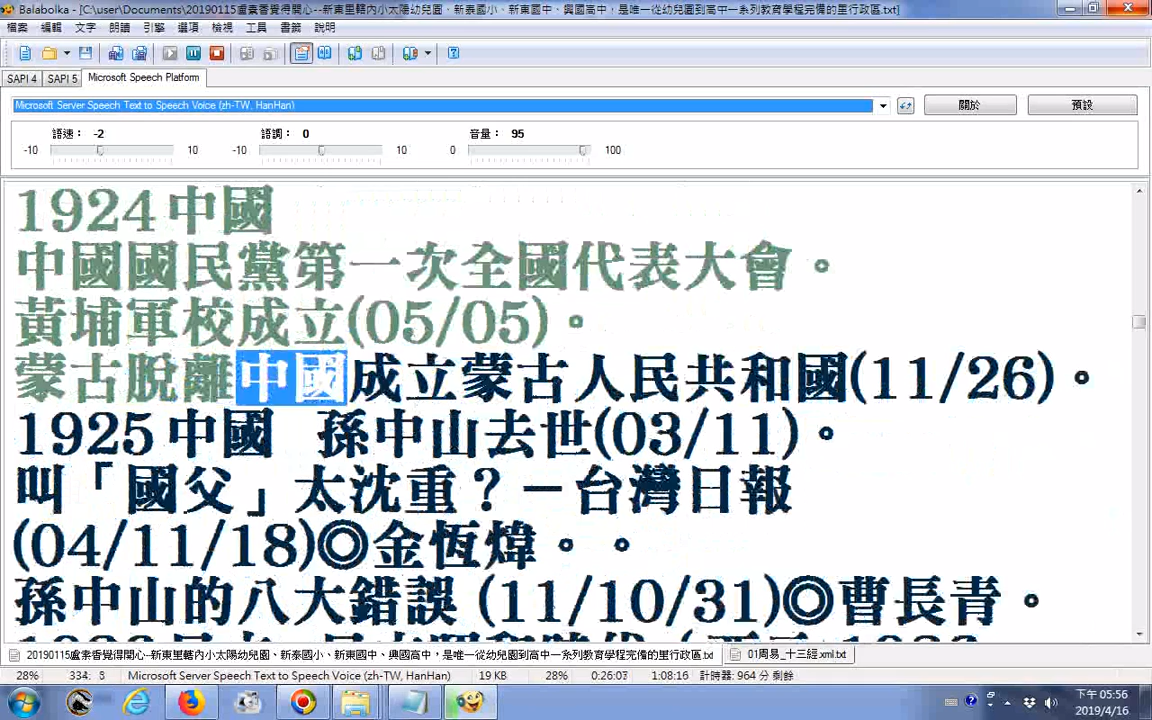 Balabolka - [C:\user\Documents\20190115盧素香覺得開心--新東里轄內小太陽幼兒園、新泰國小、新東國中、興國高中，是唯一從幼兒園到高中一系列教育學程完備的里行政區.txt]
檔案 編輯 文字 朗讀 引擎 選項 檢視 工具 書籤 說明
SAPI 4 SAPI 5 Microsoft Speech Platform
Microsoft Server Speech Text to Speech Voice (zh-TW, HanHan) 關於 預設
語速： -2 語調： 0 音量： 95
-10 10 -10 10 0 100
1924中國
中國國民黨第一次全國代表大會。
黃埔軍校成立(05/05)。
蒙古脫離中國成立蒙古人民共和國(11/26)。
1925中國 孫中山去世(03/11)。
叫「國父」太沈重？－台灣日報
(04/11/18)◎金恆煒。。
孫中山的八大錯誤 (11/10/31)◎曹長青。
20190115盧素香覺得開心--新東里轄內小太陽幼兒園、新泰國小、新東國中、興國高中，是唯一從幼兒園到高中一系列教育學程完備的里行政區.txt 01周易_十三經.xml.txt
28% 334: 8 Microsoft Server Speech Text to Speech Voice (zh-TW, HanHan) 19 KB 28% 0:26:07 1:08:16 計時器: 964 分 剩餘
下午 05:56
2019/4/16